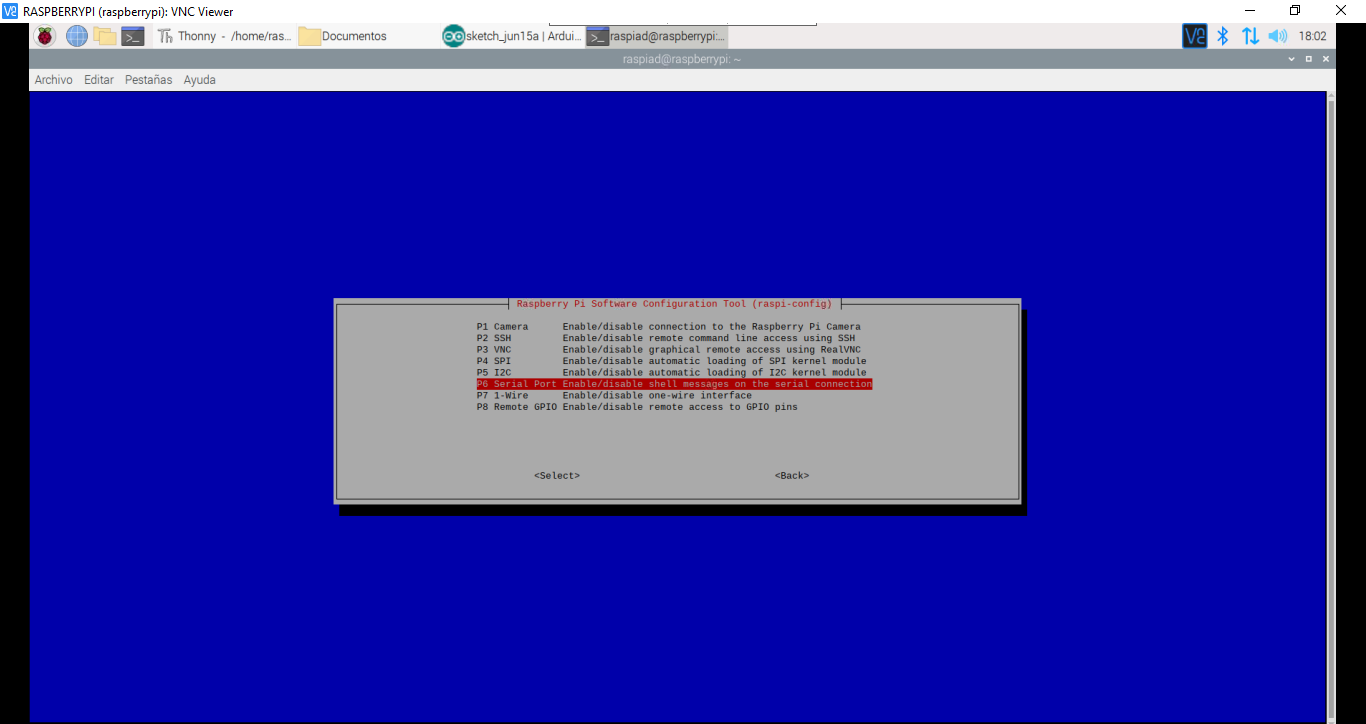 RASPBERRYPI (raspberrypi): VNC Viewer
Thonny - /home/ras... Documentos sketch_jun15a | Ardui... raspiad@raspberrypi:... 18:02
raspiad@raspberrypi: ~
Archivo Editar Pestañas Ayuda
Raspberry Pi Software Configuration Tool (raspi-config)
P1 Camera Enable/disable connection to the Raspberry Pi Camera
P2 SSH Enable/disable remote command line access using SSH
P3 VNC Enable/disable graphical remote access using RealVNC
P4 SPI Enable/disable automatic loading of SPI kernel module
P5 I2C Enable/disable automatic loading of I2C kernel module
P6 Serial Port Enable/disable shell messages on the serial connection
P7 1-Wire Enable/disable one-wire interface
P8 Remote GPIO Enable/disable remote access to GPIO pins
<Select> <Back>